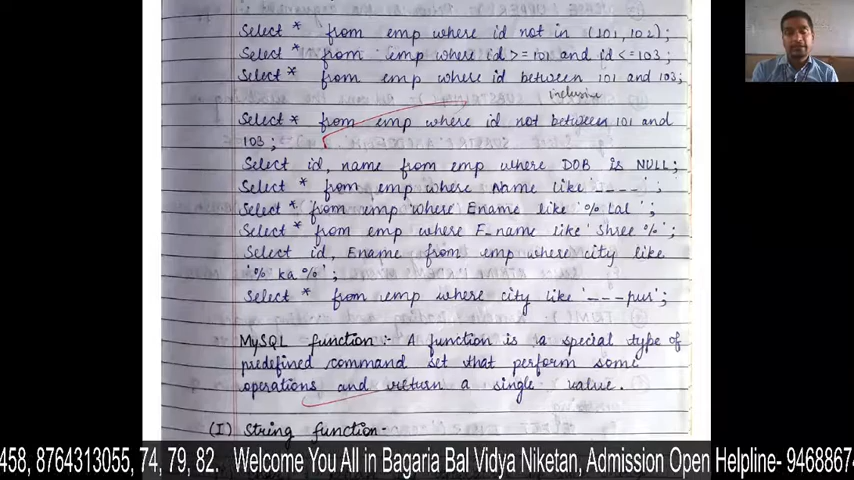 Select * from emp where id not in (101, 102);
Select * from emp where id >= 101 and id <= 103;
Select * from emp where id between 101 and 103;
inclusive
Select * from emp where id not between 101 and
103;
Select id, name from emp where DOB is NULL;
Select * from emp where Name like '___';
Select * from emp where Ename like '% Lal';
Select * from emp where E_name like 'Shree %';
Select id, Ename from emp where city like
'% ka %';
Select * from emp where city like '___pur';
MySQL function :- A function is a special type of
predefined command set that perform some
operations and return a single value.
(I) String function-
458, 8764313055, 74, 79, 82. Welcome You All in Bagaria Bal Vidya Niketan, Admission Open Helpline- 9468867